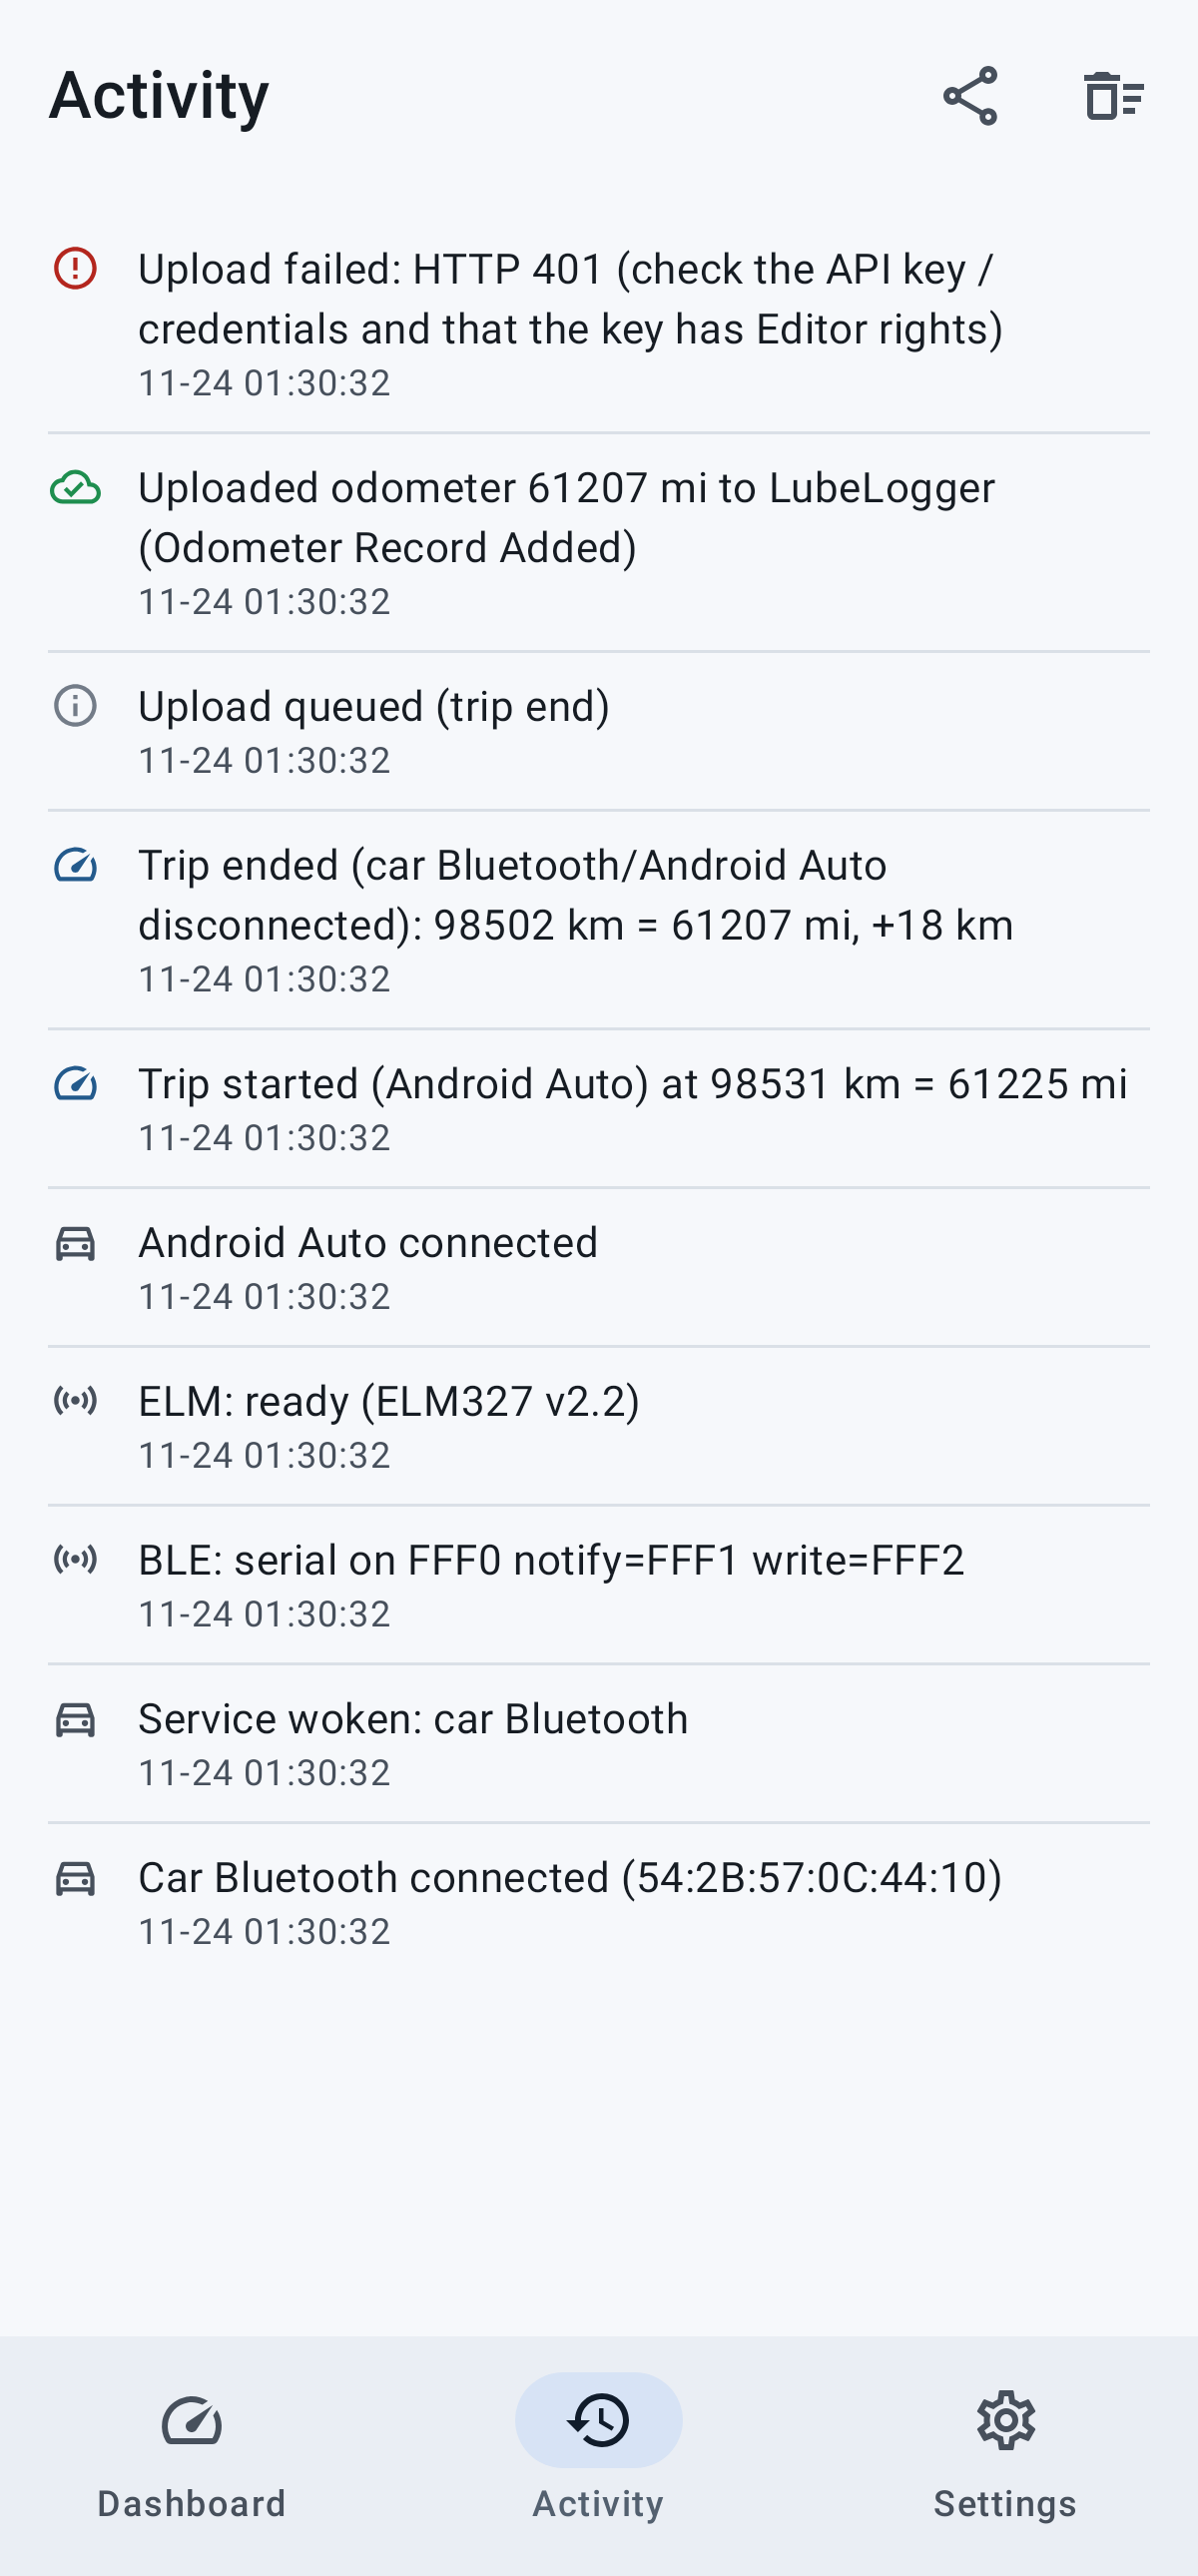 Activity
Upload failed: HTTP 401 (check the API key /
credentials and that the key has Editor rights)
11-24 01:30:32
Uploaded odometer 61207 mi to LubeLogger
(Odometer Record Added)
11-24 01:30:32
Upload queued (trip end)
11-24 01:30:32
Trip ended (car Bluetooth/Android Auto
disconnected): 98502 km = 61207 mi, +18 km
11-24 01:30:32
Trip started (Android Auto) at 98531 km = 61225 mi
11-24 01:30:32
Android Auto connected
11-24 01:30:32
ELM: ready (ELM327 v2.2)
11-24 01:30:32
BLE: serial on FFF0 notify=FFF1 write=FFF2
11-24 01:30:32
Service woken: car Bluetooth
11-24 01:30:32
Car Bluetooth connected (54:2B:57:0C:44:10)
11-24 01:30:32
Dashboard
Activity
Settings